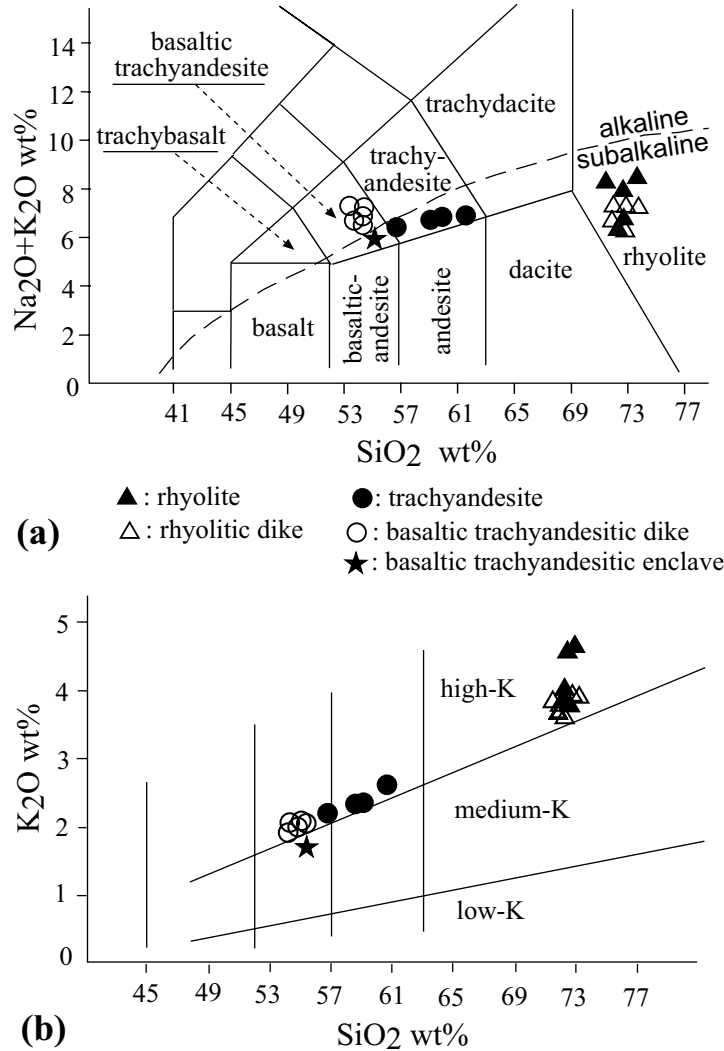 14
12
10
8
6
4
2
0
Na2O+K2O wt%
basaltic
trachyandesite
trachybasalt
trachydacite
trachy-
andesite
alkaline
subalkaline
rhyolite
dacite
andesite
basaltic-
andesite
basalt
41 45 49 53 57 61 65 69 73 77
SiO2 wt%
▲ : rhyolite ● : trachyandesite
(a) △ : rhyolitic dike ○ : basaltic trachyandesitic dike
★ : basaltic trachyandesitic enclave
5
4
3
2
1
0
K2O wt%
high-K
medium-K
low-K
45 49 53 57 61 65 69 73 77
(b) SiO2 wt%